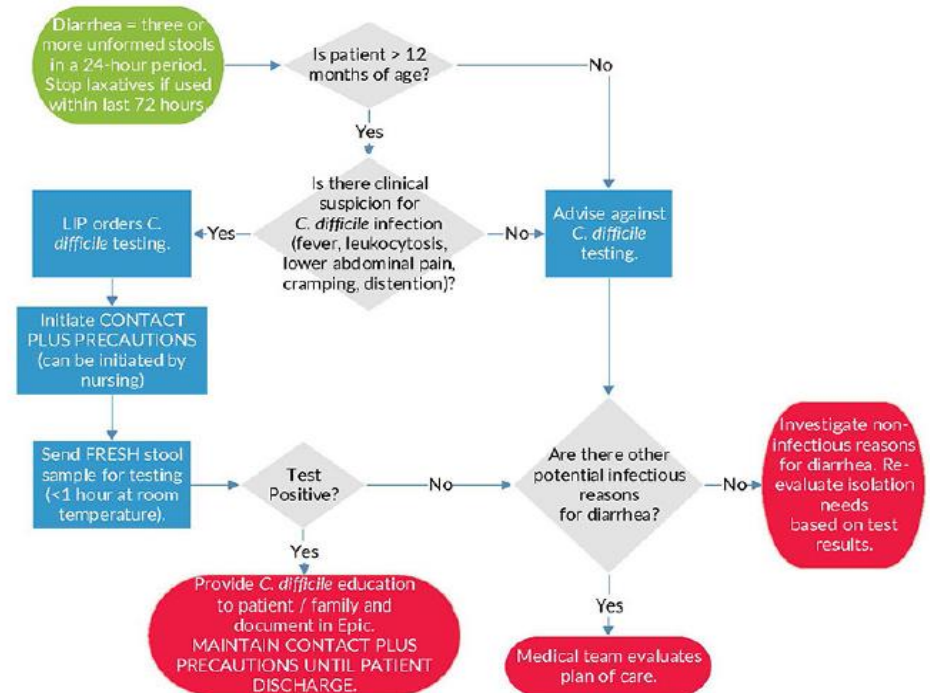 Diarrhea = three or
more unformed stools
in a 24-hour period.
Stop laxatives if used
within last 72 hours.
Is patient > 12
months of age?
No
Yes
Is there clinical
suspicion for
C. difficile infection
(fever, leukocytosis,
lower abdominal pain,
cramping, distention)?
Yes
No
LIP orders C.
difficile testing.
Advise against
C. difficile
testing.
Initiate CONTACT
PLUS PRECAUTIONS
(can be initiated by
nursing)
Send FRESH stool
sample for testing
(<1 hour at room
temperature).
Test
Positive?
No
Are there other
potential infectious
reasons
for diarrhea?
No
Investigate non-
infectious reasons
for diarrhea. Re-
evaluate isolation
needs
based on test
results.
Yes
Provide C. difficile education
to patient / family and
document in Epic.
MAINTAIN CONTACT PLUS
PRECAUTIONS UNTIL PATIENT
DISCHARGE.
Yes
Medical team evaluates
plan of care.